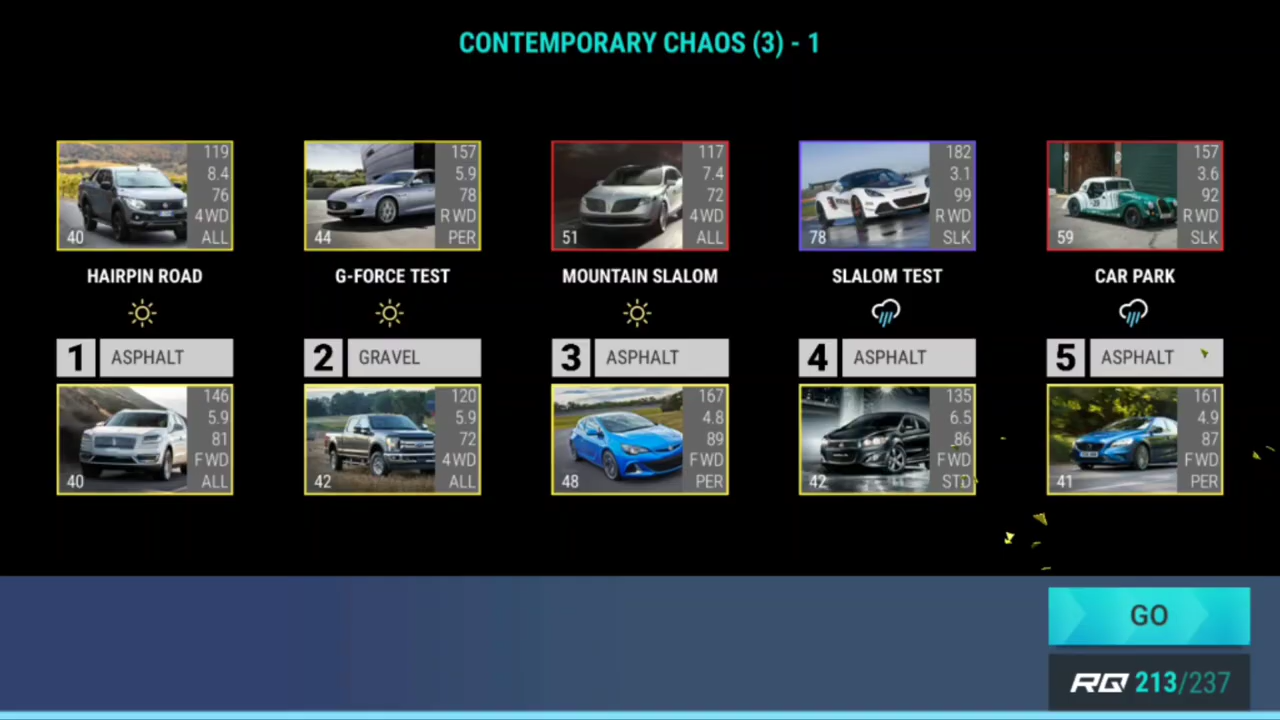 CONTEMPORARY CHAOS (3) - 1
119
8.4
76
4WD
40 ALL
157
5.9
78
RWD
44 PER
117
7.4
72
4WD
51 ALL
182
3.1
99
RWD
78 SLK
157
3.6
92
RWD
59 SLK
HAIRPIN ROAD
G-FORCE TEST
MOUNTAIN SLALOM
SLALOM TEST
CAR PARK
1 ASPHALT
2 GRAVEL
3 ASPHALT
4 ASPHALT
5 ASPHALT
146
5.9
81
FWD
40 ALL
120
5.9
72
4WD
42 ALL
167
4.8
89
FWD
48 PER
135
6.5
86
FWD
42 STD
161
4.9
87
FWD
41 PER
GO
RQ 213/237